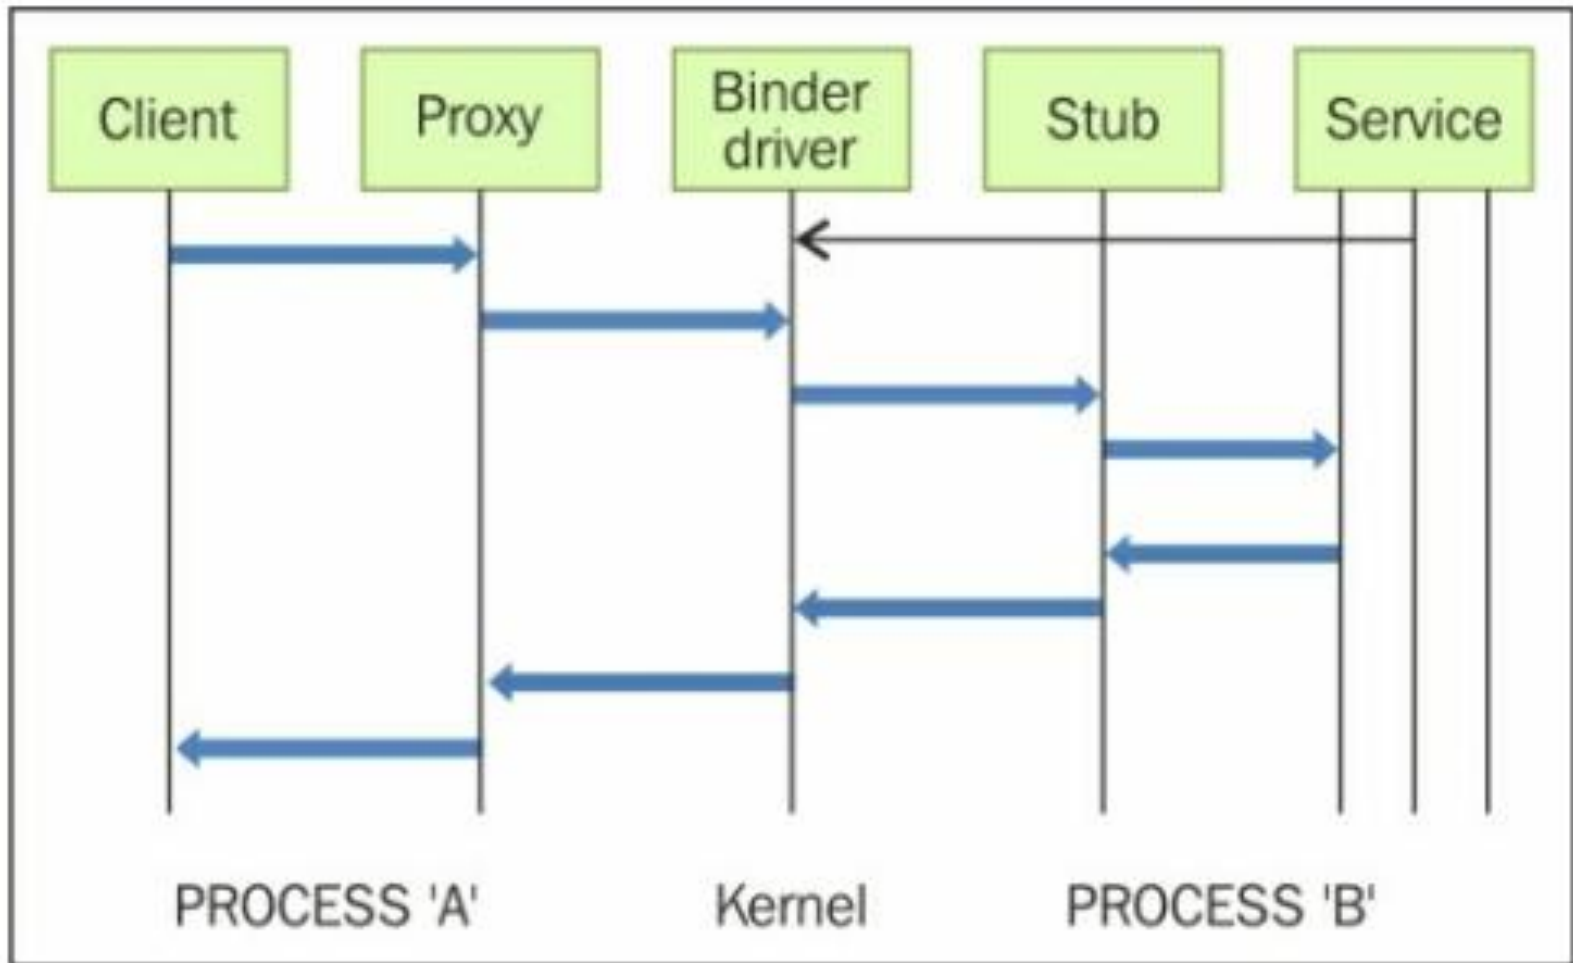 Client
Proxy
Binder
driver
Stub
Service
PROCESS 'A'
Kernel
PROCESS 'B'